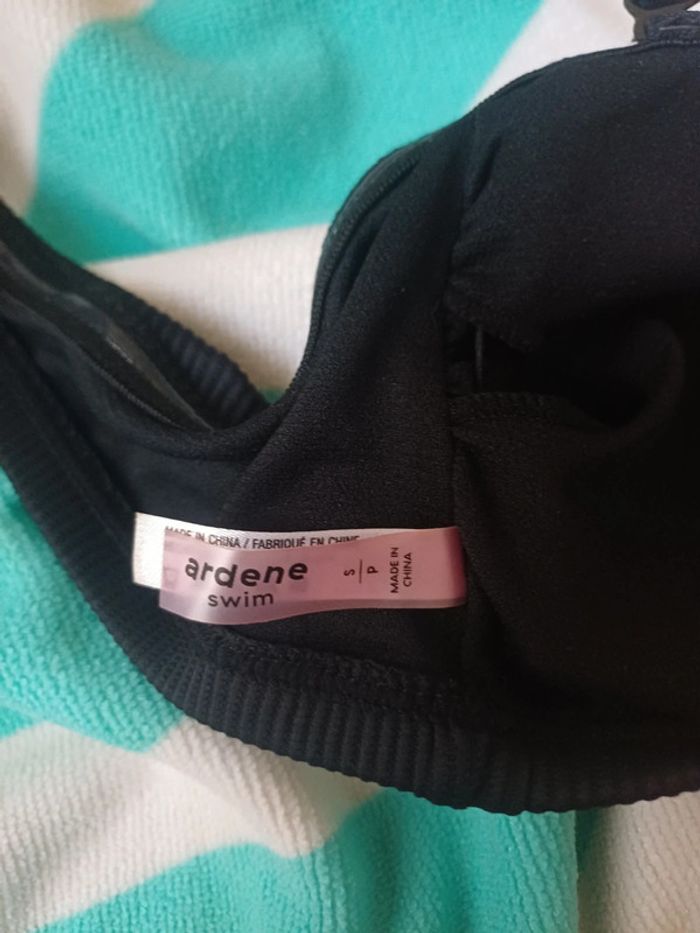 MADE IN CHINA / FABRIQUÉ EN CHINE
ardene
swim
S
P
MADE IN
CHINA